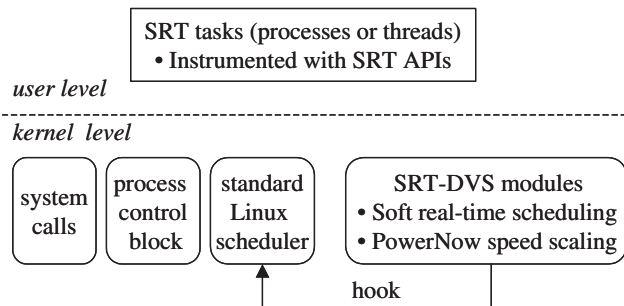 SRT tasks (processes or threads)
• Instrumented with SRT APIs
user level
kernel level
system
calls
process
control
block
standard
Linux
scheduler
SRT-DVS modules
• Soft real-time scheduling
• PowerNow speed scaling
hook